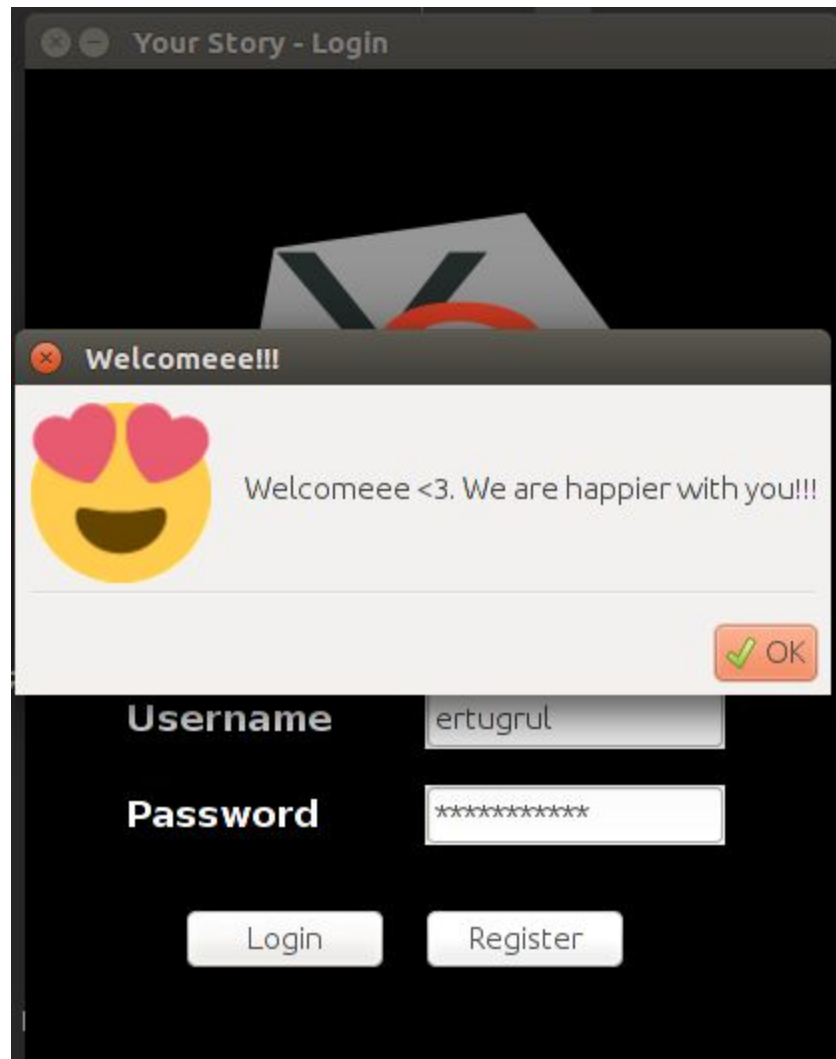 Your Story - Login
Y
Welcomeee!!!
Welcomeee <3. We are happier with you!!!
OK
Username
ertugrul
Password
***********
Login
Register